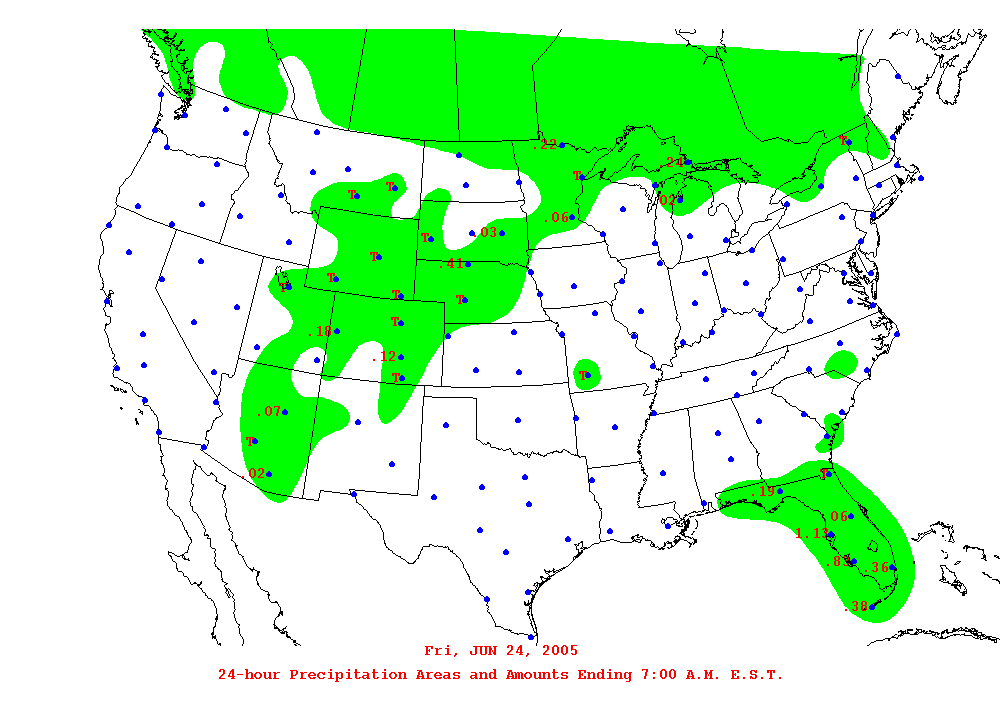 .22
T
T
.24
T
T
T
.02
.06
.03
T
T
.41
T
T
T
T
.18
.12
T
T
.07
T
.02
T
.19
.06
1.13
.36
.38
Fri, JUN 24, 2005
24-hour Precipitation Areas and Amounts Ending 7:00 A.M. E.S.T.